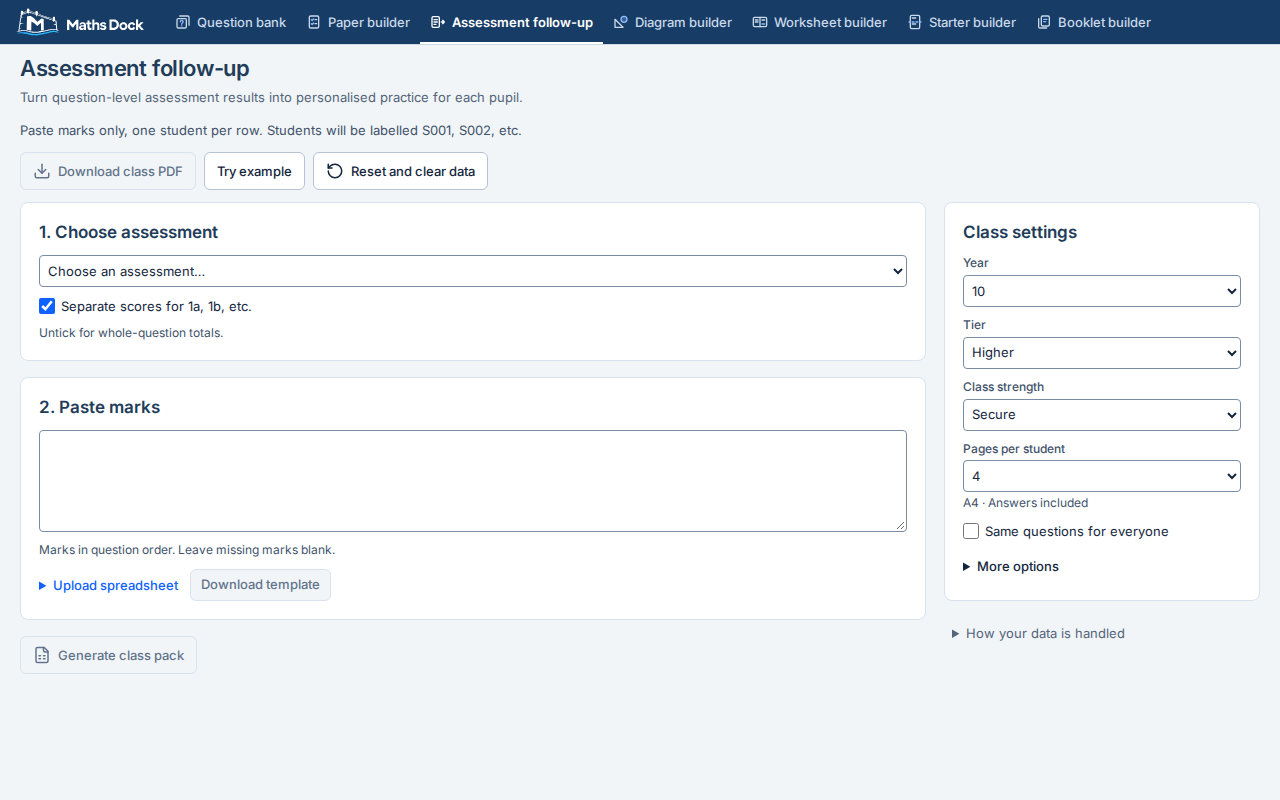 Maths Dock
Question bank
Paper builder
Assessment follow-up
Diagram builder
Worksheet builder
Starter builder
Booklet builder
Assessment follow-up
Turn question-level assessment results into personalised practice for each pupil.
Paste marks only, one student per row. Students will be labelled S001, S002, etc.
Download class PDF
Try example
Reset and clear data
1. Choose assessment
Choose an assessment...
Separate scores for 1a, 1b, etc.
Untick for whole-question totals.
2. Paste marks
Marks in question order. Leave missing marks blank.
Upload spreadsheet
Download template
Generate class pack
Class settings
Year
10
Tier
Higher
Class strength
Secure
Pages per student
4
A4 · Answers included
Same questions for everyone
More options
How your data is handled